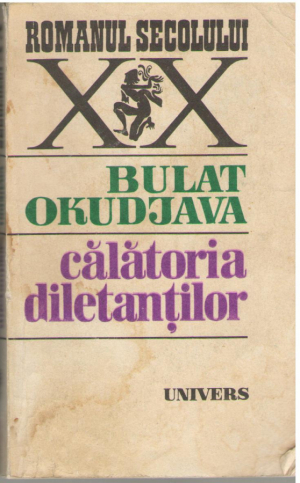 ROMANUL SECOLULUI
XX
BULAT
OKUDJAVA
călătoria
diletanților
UNIVERS